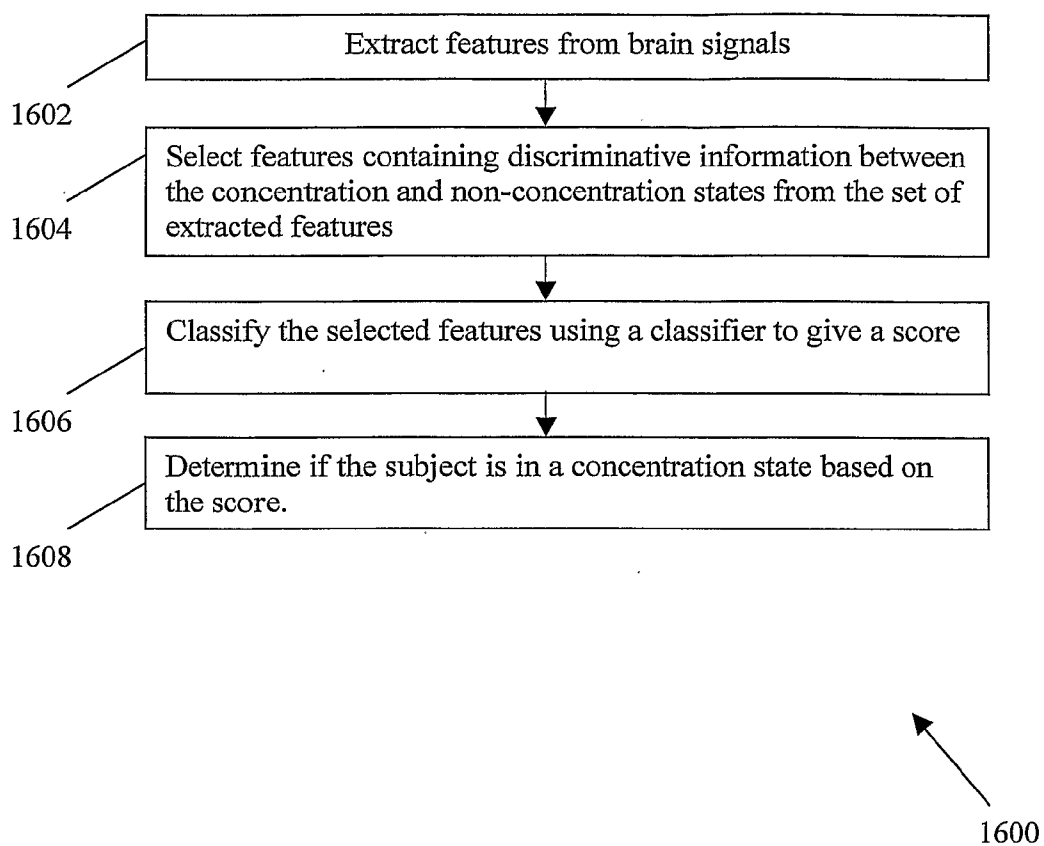 Extract features from brain signals
1602
Select features containing discriminative information between
the concentration and non-concentration states from the set of
extracted features
1604
Classify the selected features using a classifier to give a score
1606
Determine if the subject is in a concentration state based on
the score.
1608
1600